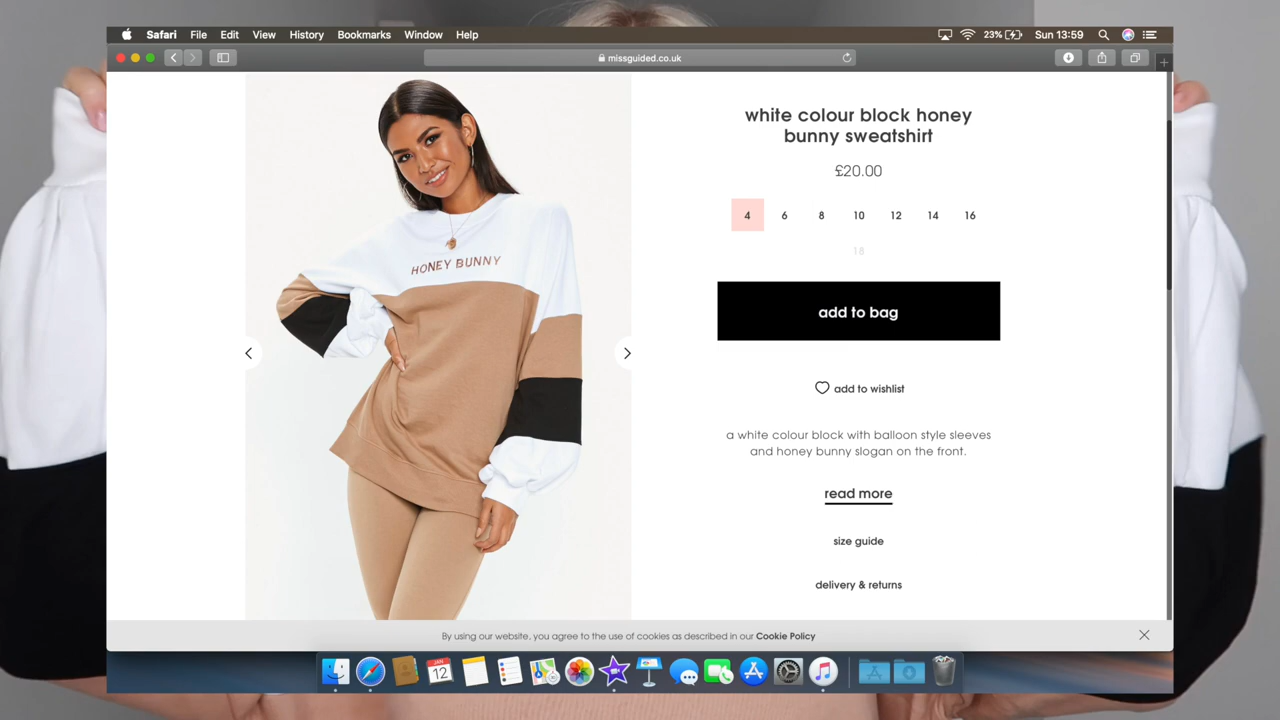 Safari File Edit View History Bookmarks Window Help 23% Sun 13:59
missguided.co.uk
white colour block honey
bunny sweatshirt
£20.00
4 6 8 10 12 14 16
18
HONEY BUNNY
add to bag
add to wishlist
a white colour block with balloon style sleeves
and honey bunny slogan on the front.
read more
size guide
delivery & returns
By using our website, you agree to the use of cookies as described in our Cookie Policy
JAN
12